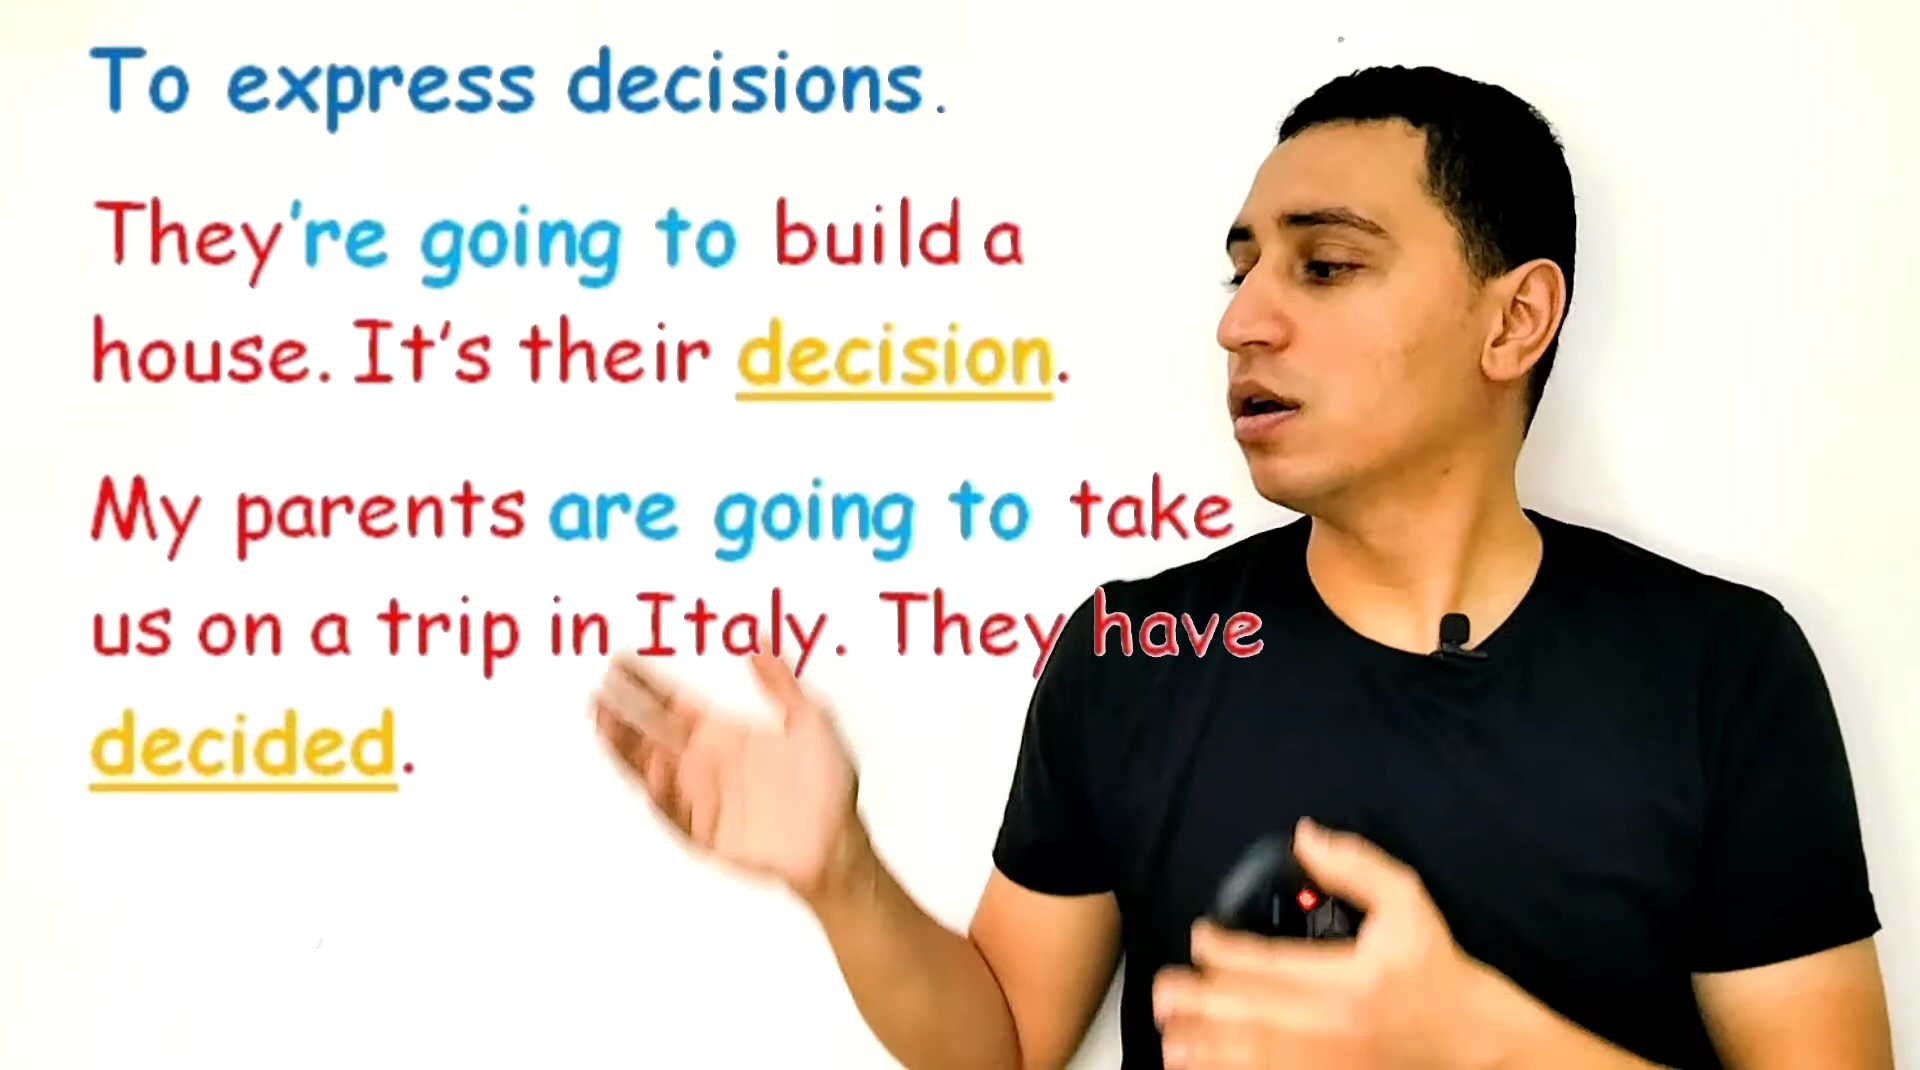 To express decisions.
They're going to build a
house. It's their decision.
My parents are going to take
us on a trip in Italy. They have
decided.